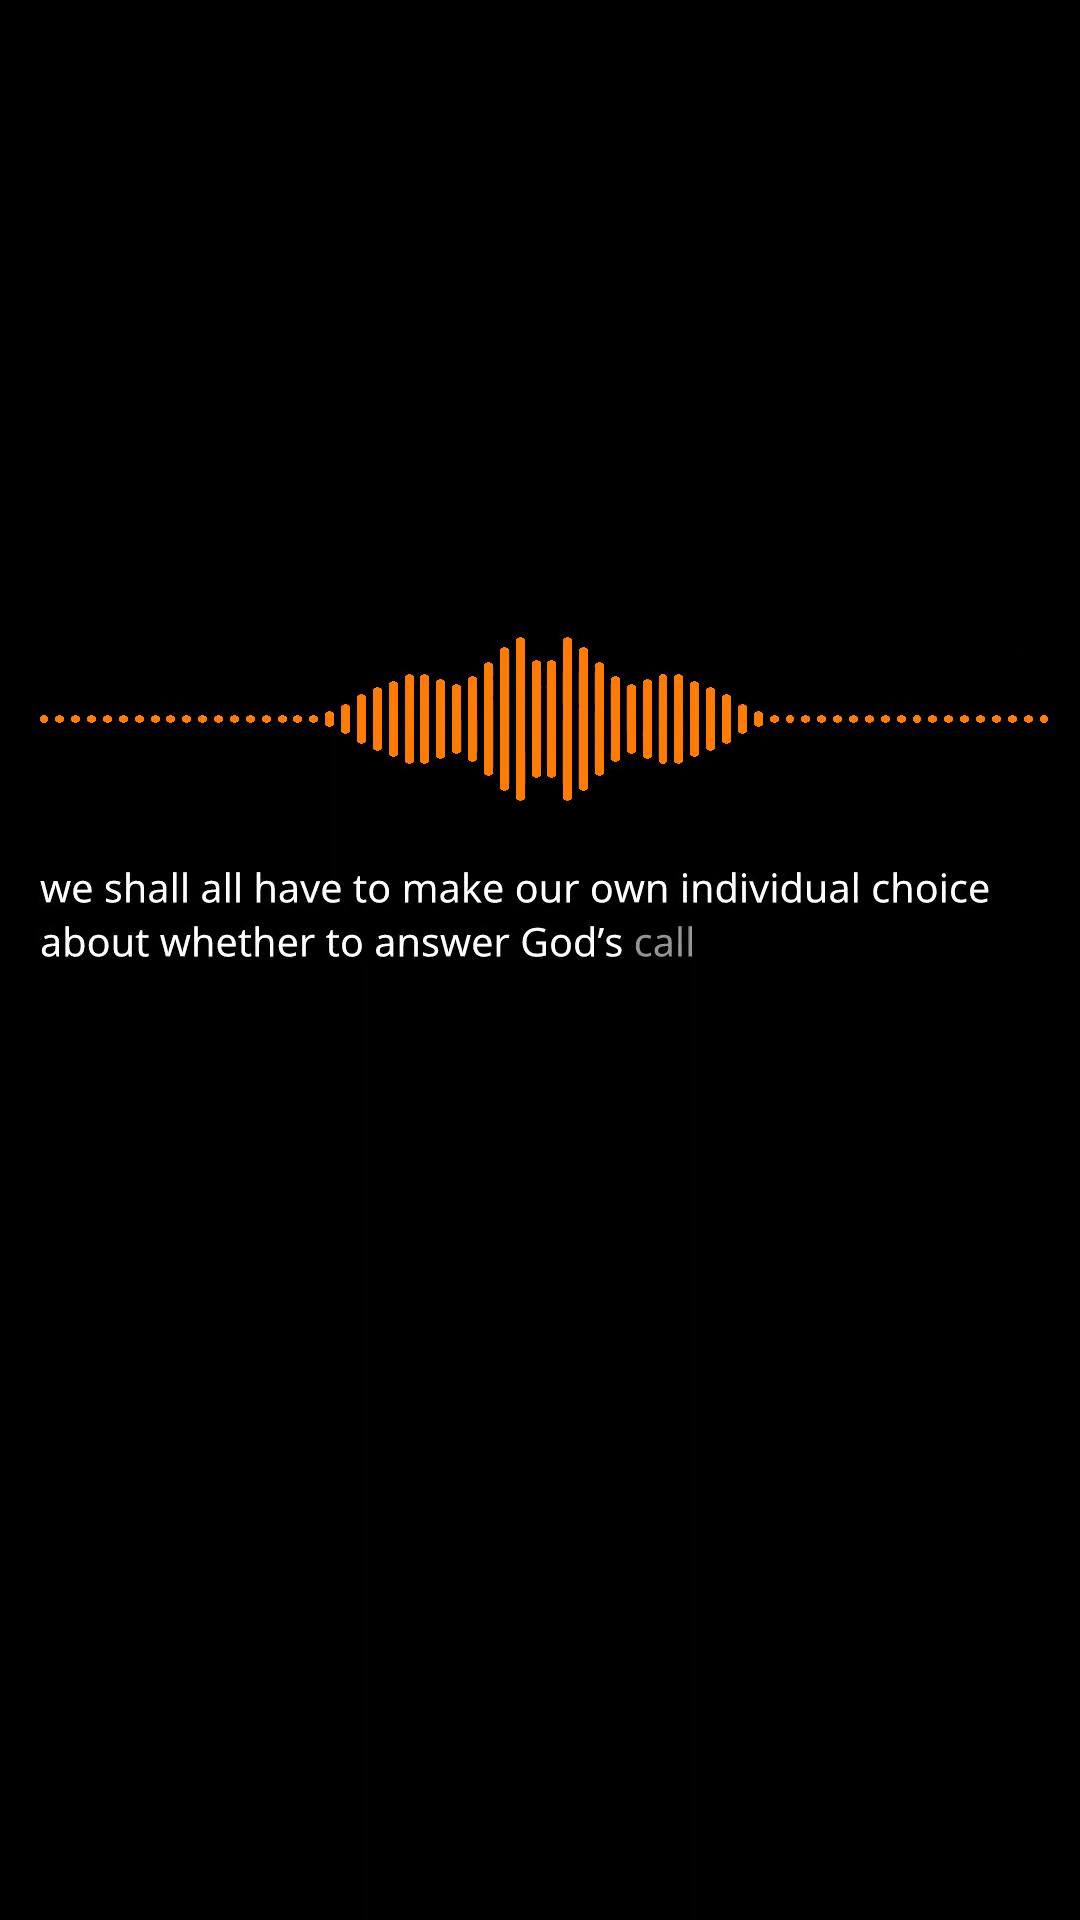 we shall all have to make our own individual choice
about whether to answer God’s call